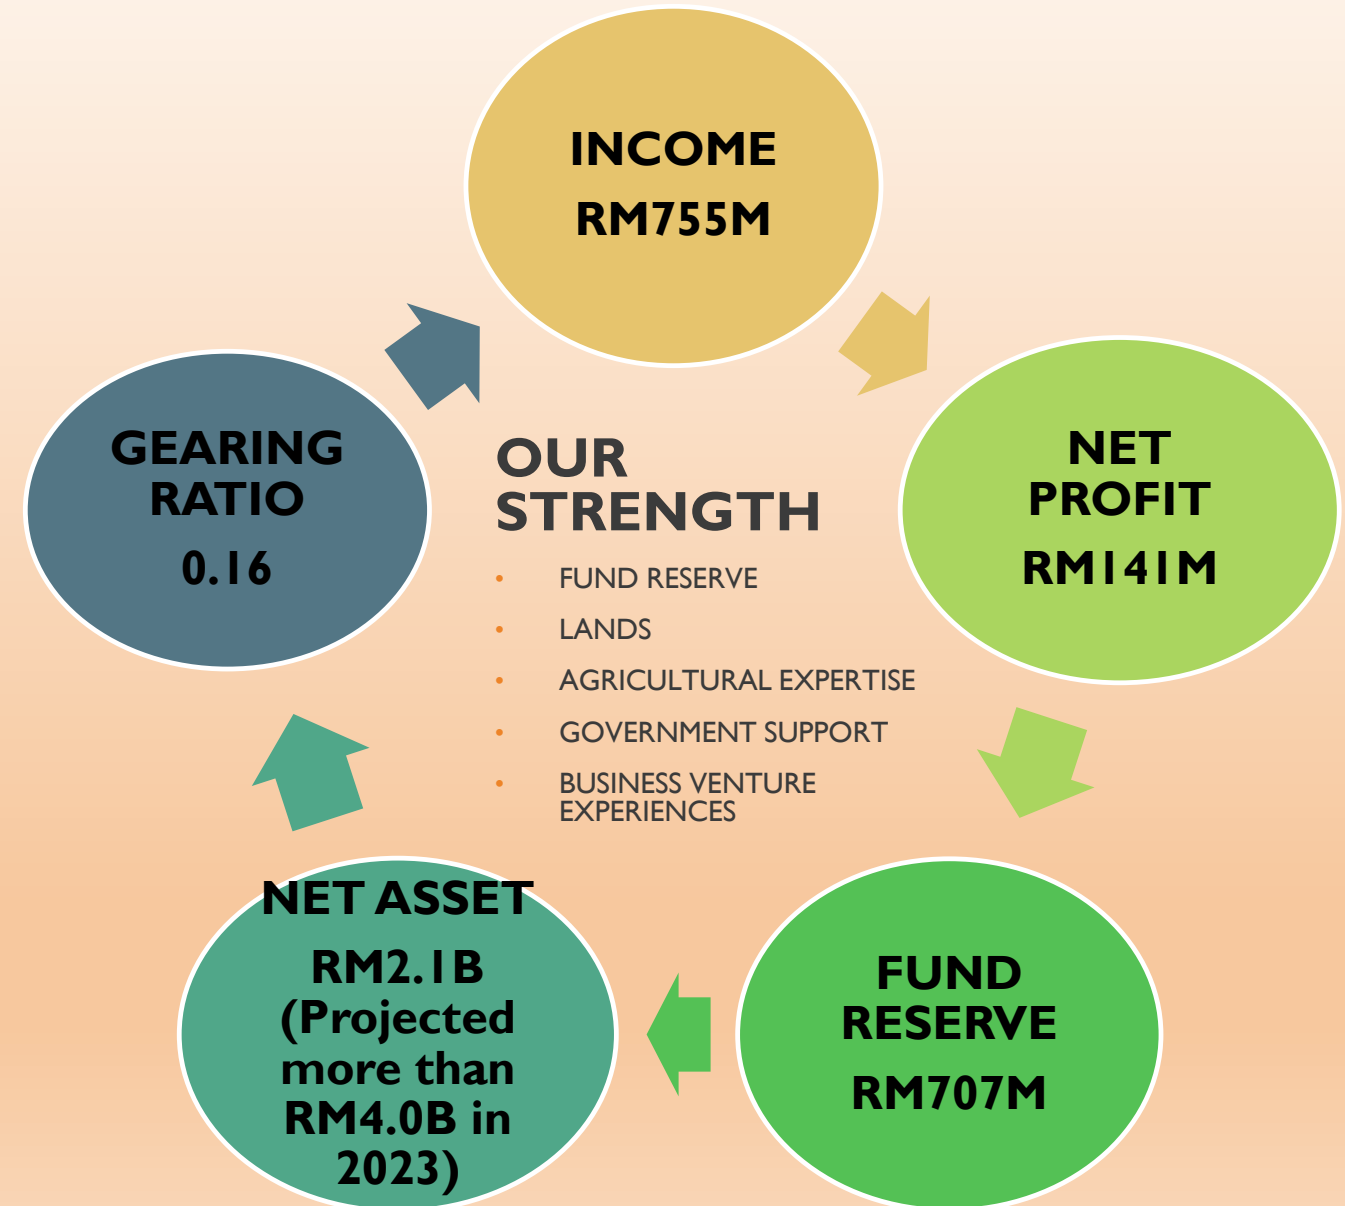 INCOME
RM755M
NET
PROFIT
RM141M
FUND
RESERVE
RM707M
NET ASSET
RM2.1B
(Projected
more than
RM4.0B in
2023)
GEARING
RATIO
0.16
OUR
STRENGTH
• FUND RESERVE
• LANDS
• AGRICULTURAL EXPERTISE
• GOVERNMENT SUPPORT
• BUSINESS VENTURE
EXPERIENCES